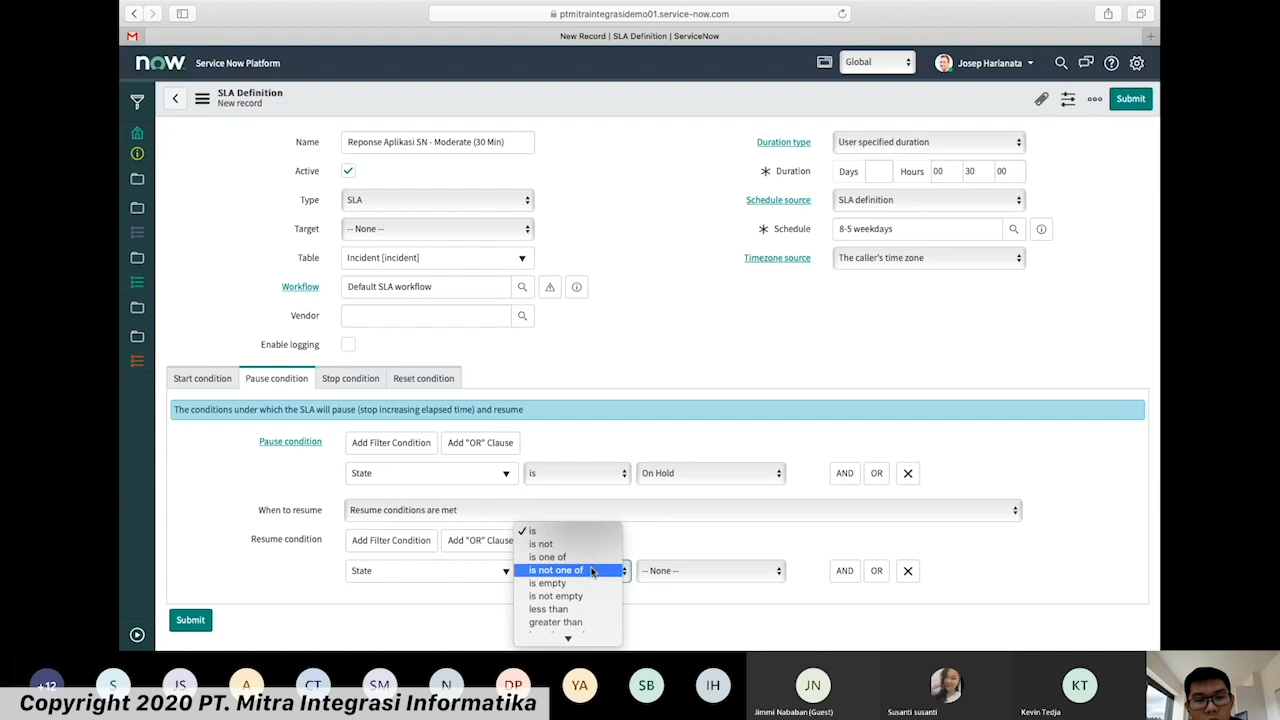 ptmitraintegrasidemo01.service-now.com
New Record | SLA Definition | ServiceNow
now
Service Now Platform
Global
Josep Harianata
SLA Definition
New record
Submit
Name
Reponse Aplikasi SN - Moderate (30 Min)
Active
Type
SLA
Target
-- None --
Table
Incident [incident]
Workflow
Default SLA workflow
Vendor
Enable logging
Duration type
User specified duration
Duration
Days
Hours
00
30
00
Schedule source
SLA definition
Schedule
8-5 weekdays
Timezone source
The caller's time zone
Start condition
Pause condition
Stop condition
Reset condition
The conditions under which the SLA will pause (stop increasing elapsed time) and resume
Pause condition
Add Filter Condition
Add "OR" Clause
State
is
On Hold
AND
OR
When to resume
Resume conditions are met
Resume condition
Add Filter Condition
Add "OR" Clause
State
-- None --
AND
OR
is
is not
is one of
is not one of
is empty
is not empty
less than
greater than
Submit
+12
S
JS
A
CT
SM
N
DP
YA
SB
IH
JN
KT
Jimmi Nababan (Guest)
Susanti susanti
Kevin Tedja
Copyright 2020 PT. Mitra Integrasi Informatika